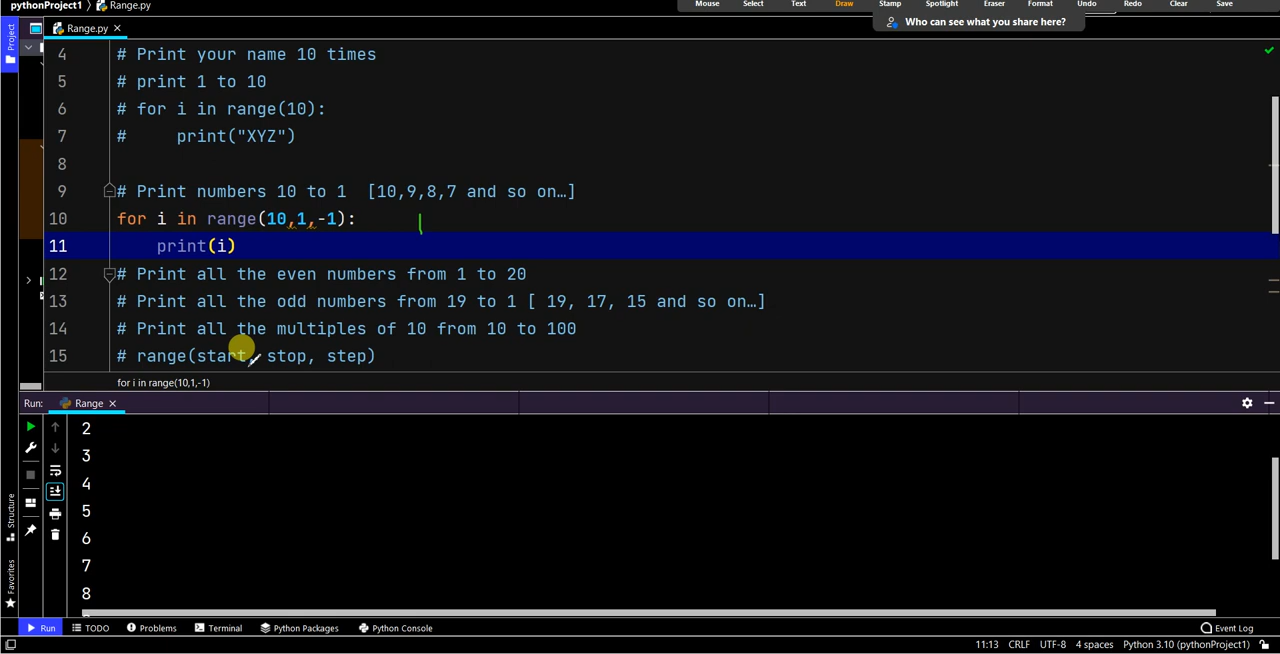 pythonProject1 Range.py
Mouse Select Text Draw Stamp Spotlight Eraser Format Undo Redo Clear Save
Who can see what you share here?
Project
Range.py
4 # Print your name 10 times
5 # print 1 to 10
6 # for i in range(10):
7 #     print("XYZ")
8
9 # Print numbers 10 to 1  [10,9,8,7 and so on…]
10 for i in range(10,1,-1):
11     print(i)
12 # Print all the even numbers from 1 to 20
13 # Print all the odd numbers from 19 to 1 [ 19, 17, 15 and so on…]
14 # Print all the multiples of 10 from 10 to 100
15 # range(start, stop, step)
for i in range(10,1,-1)
Run: Range
2
3
4
5
6
7
8
Structure
Favorites
Run TODO Problems Terminal Python Packages Python Console Event Log
11:13 CRLF UTF-8 4 spaces Python 3.10 (pythonProject1)